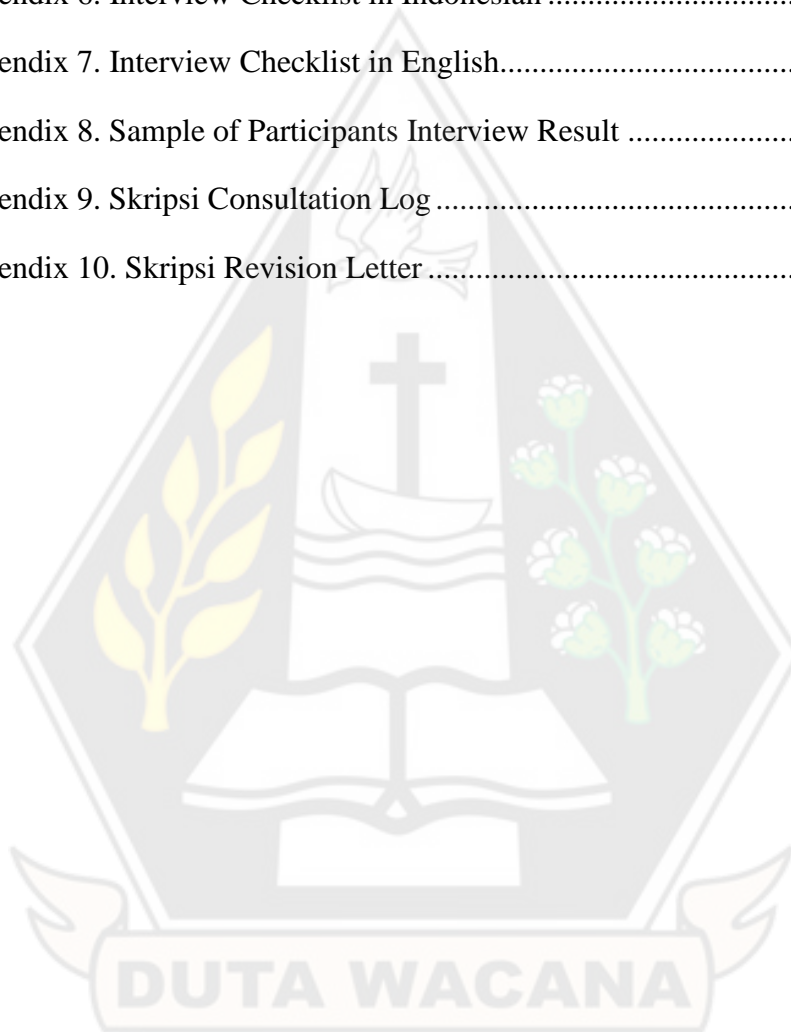 endix 6. Interview Checklist in Indonesian ....................................
endix 7. Interview Checklist in English..........................................
endix 8. Sample of Participants Interview Result ........................
endix 9. Skripsi Consultation Log ..................................................
endix 10. Skripsi Revision Letter ...................................................
DUTA WACANA